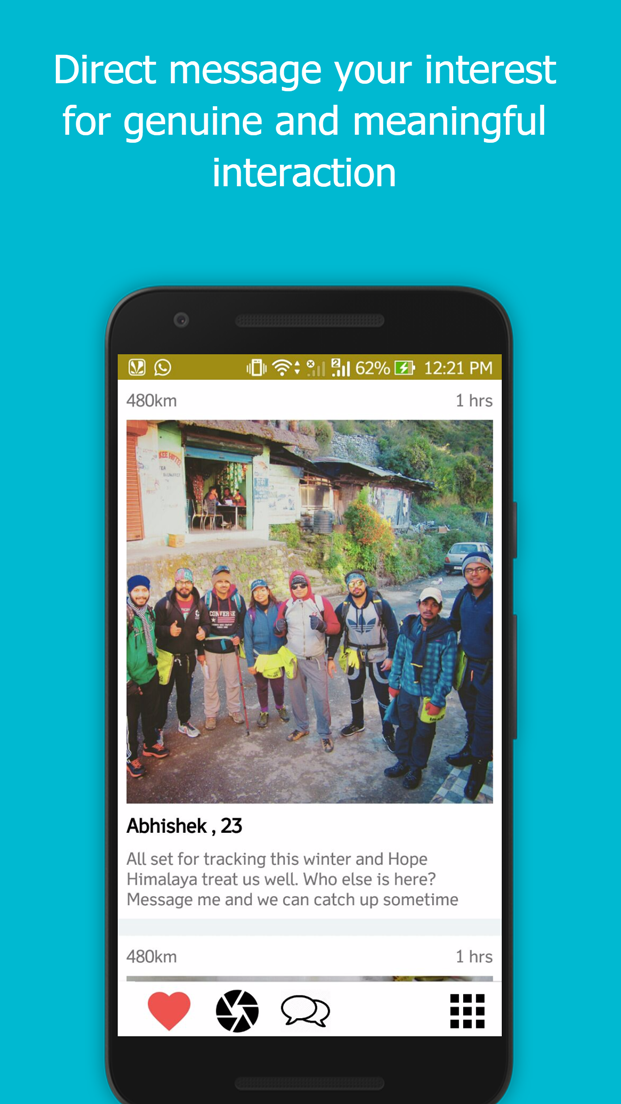 Direct message your interest
for genuine and meaningful
interaction
2
62% 12:21 PM
480km 1 hrs
CONVERSE
Abhishek , 23
All set for tracking this winter and Hope
Himalaya treat us well. Who else is here?
Message me and we can catch up sometime
480km 1 hrs